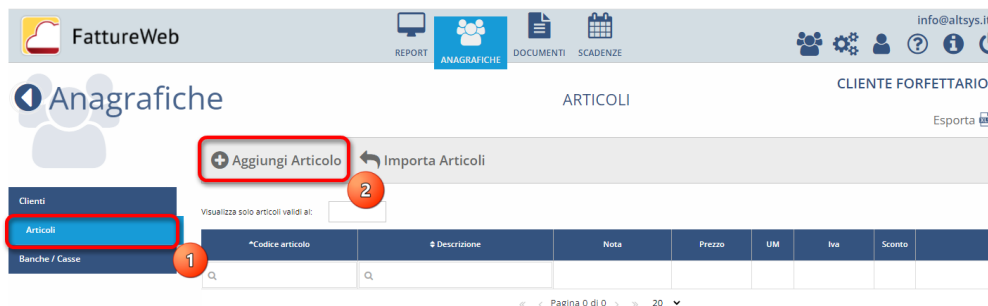 FattureWeb
REPORT
ANAGRAFICHE
DOCUMENTI
SCADENZE
info@altsys.it
Anagrafiche
ARTICOLI
CLIENTE FORFETTARIO
Esporta
Aggiungi Articolo
Importa Articoli
2
Clienti
Articoli
Banche / Casse
1
Visualizza solo articoli validi al:
*Codice articolo
Descrizione
Nota
Prezzo
UM
Iva
Sconto
Pagina 0 di 0
20